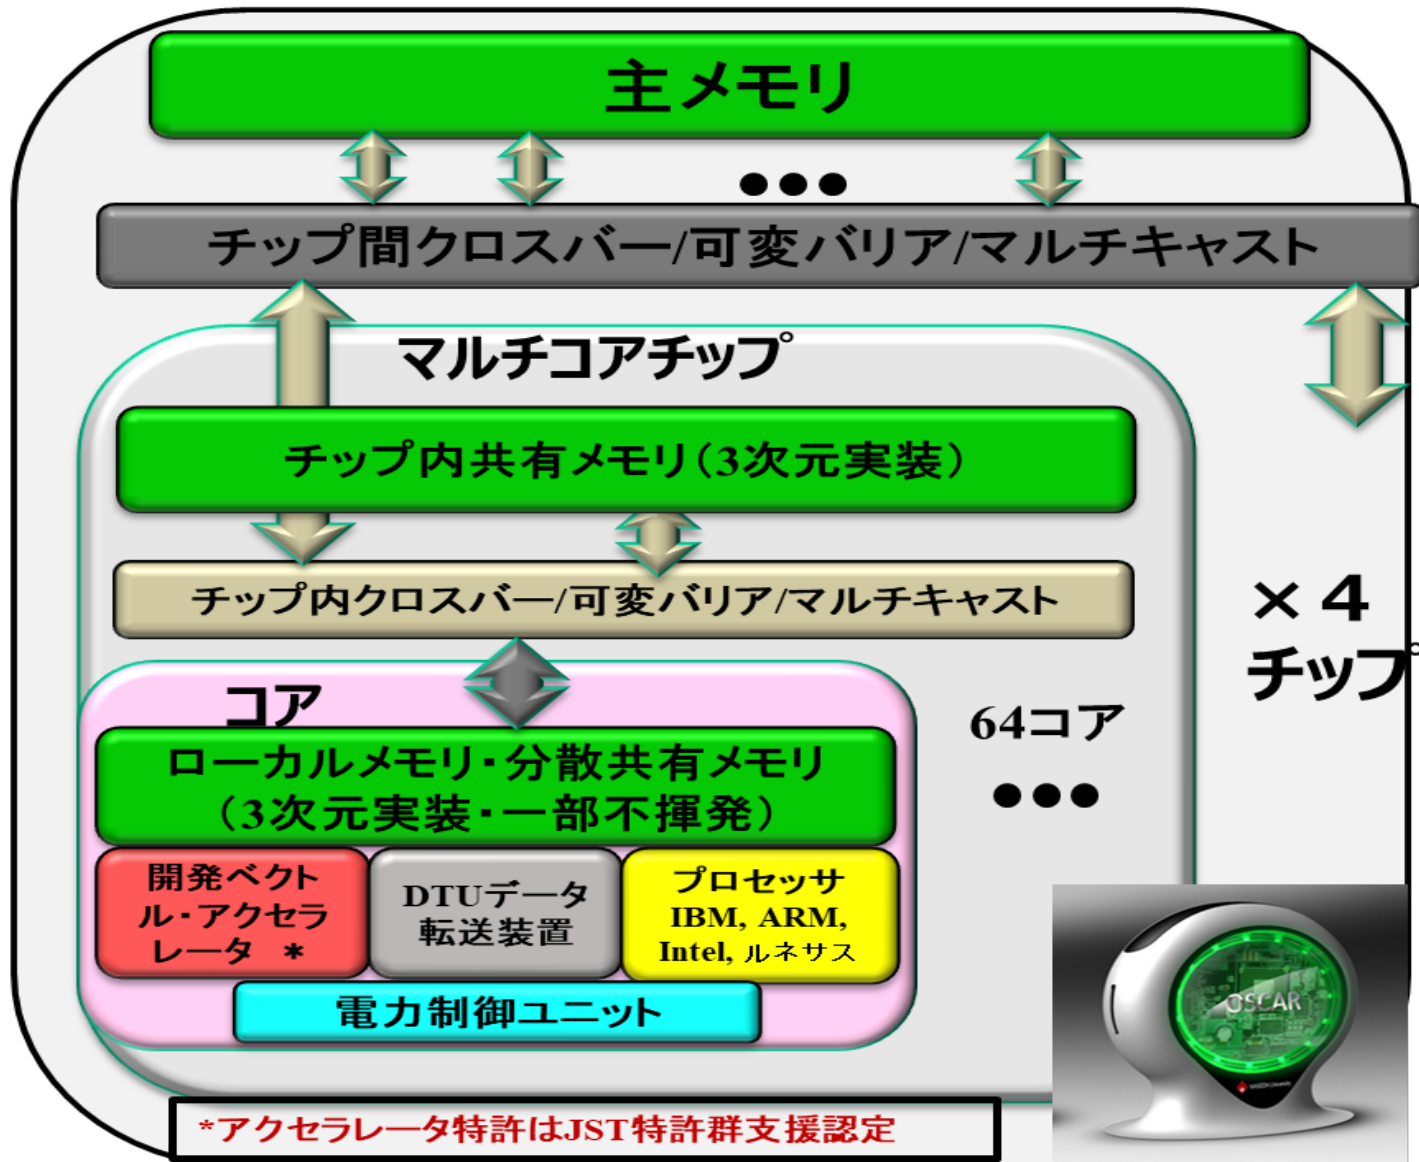 主メモリ
チップ間クロスバー/可変バリア/マルチキャスト
マルチコアチップ
チップ内共有メモリ(3次元実装)
チップ内クロスバー/可変バリア/マルチキャスト
×4
チップ
コア
64コア
ローカルメモリ・分散共有メモリ
(3次元実装・一部不揮発)
開発ベクト
ル・アクセラ
レータ *
DTUデータ
転送装置
プロセッサ
IBM, ARM,
Intel, ルネサス
電力制御ユニット
OSCAR
*アクセラレータ特許はJST特許群支援認定